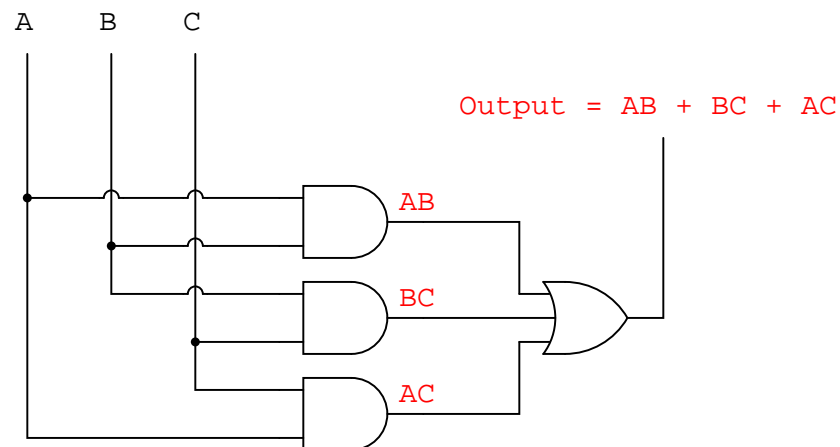 A B C
Output = AB + BC + AC
AB
BC
AC